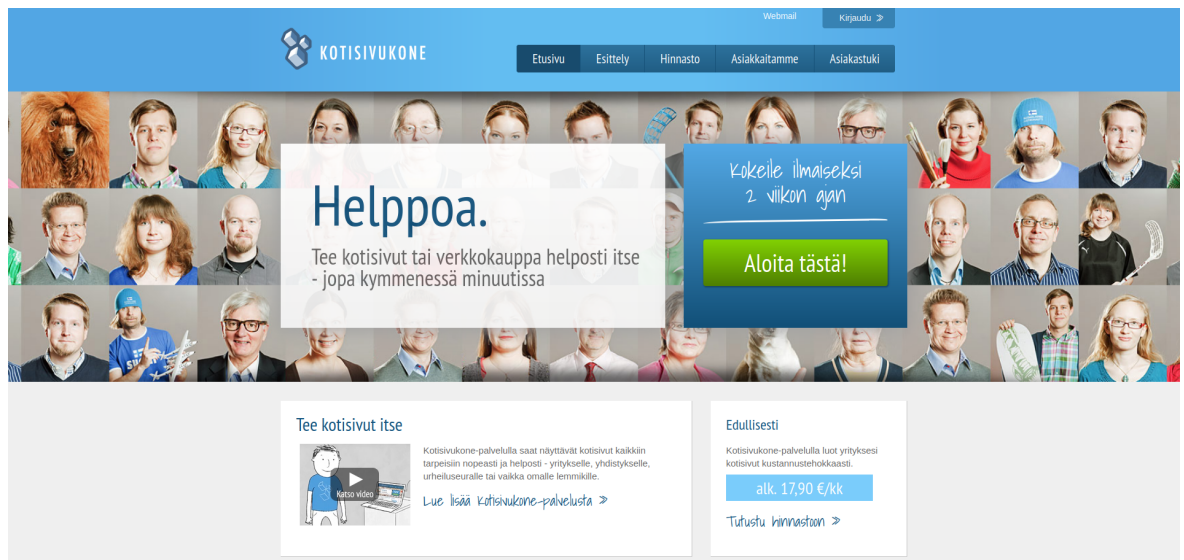 Webmail
Kirjaudu
KOTISIVUKONE
Etusivu
Esittely
Hinnasto
Asiakkaitamme
Asiakastuki
Helppoa.
Tee kotisivut tai verkkokauppa helposti itse
- jopa kymmenessä minuutissa
Kokeile ilmaiseksi
2 viikon ajan
Aloita tästä!
Tee kotisivut itse
Katso video
Kotisivukone-palvelulla saat näyttävät kotisivut kaikkiin
tarpeisiin nopeasti ja helposti - yritykselle, yhdistykselle,
urheiluseuralle tai vaikka omalle lemmikille.
Lue lisää Kotisivukone-palvelusta »
Edullisesti
Kotisivukone-palvelulla luot yrityksesi
kotisivut kustannustehokkaasti.
alk. 17,90 €/kk
Tutustu hinnastoon »